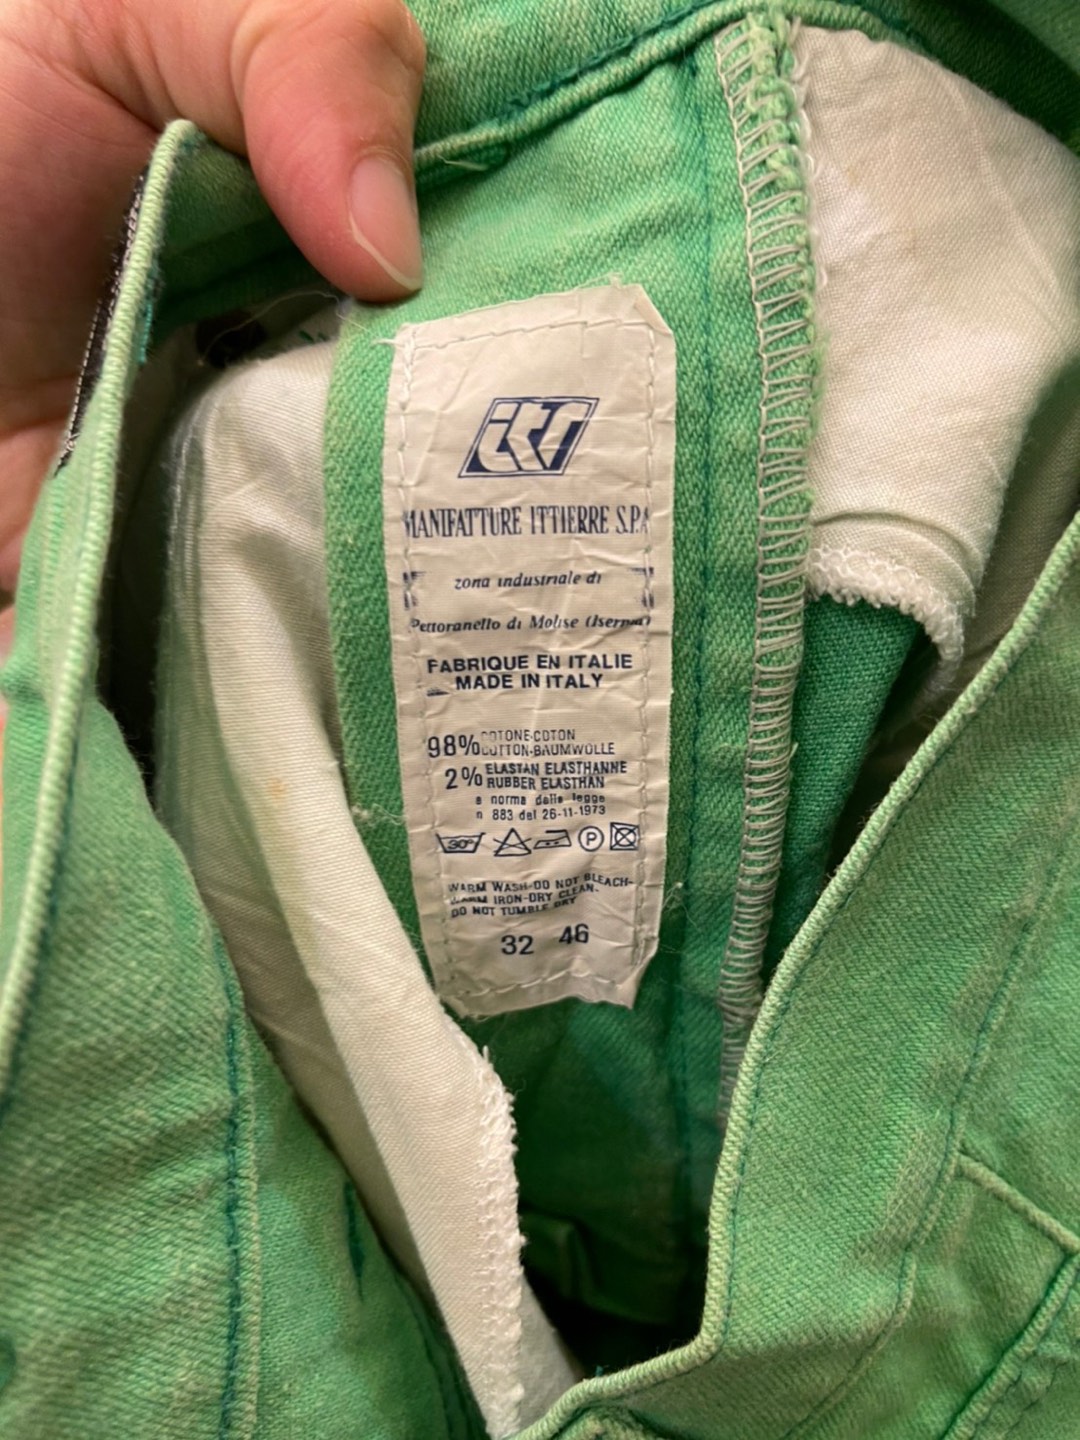 ittr
MANIFATTURE ITTIERRE S.P.A
zona industriale di
Pettoranello di Molise (Isernia)
FABRIQUE EN ITALIE
MADE IN ITALY
98% COTONE-COTON
COTTON-BAUMWOLLE
2% ELASTAN ELASTHANNE
RUBBER ELASTHAN
a norma della legge
n 883 del 26-11-1973
30° P
WARM WASH-DO NOT BLEACH-
WARM IRON-DRY CLEAN.
DO NOT TUMBLE DRY
32 46